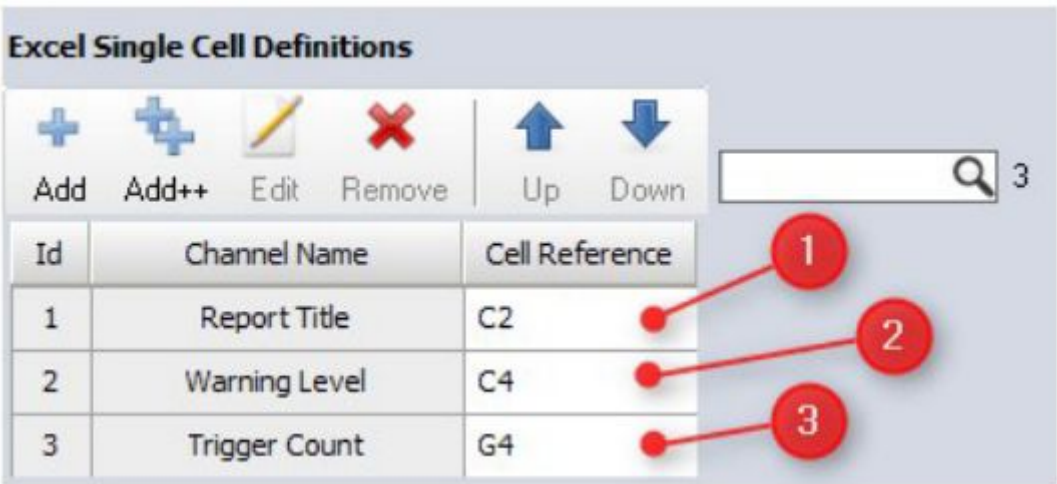 Excel Single Cell Definitions
Add Add++ Edit Remove Up Down 3
Id Channel Name Cell Reference
1 Report Title C2 1
2 Warning Level C4 2
3 Trigger Count G4 3